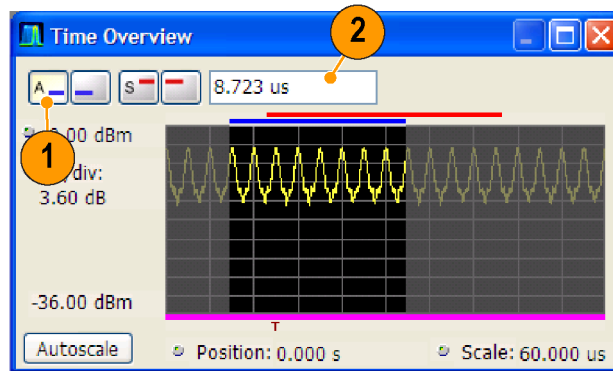 Time Overview
2
A
S
8.723 us
1
.00 dBm
div:
3.60 dB
-36.00 dBm
T
Autoscale
Position: 0.000 s
Scale: 60.000 us